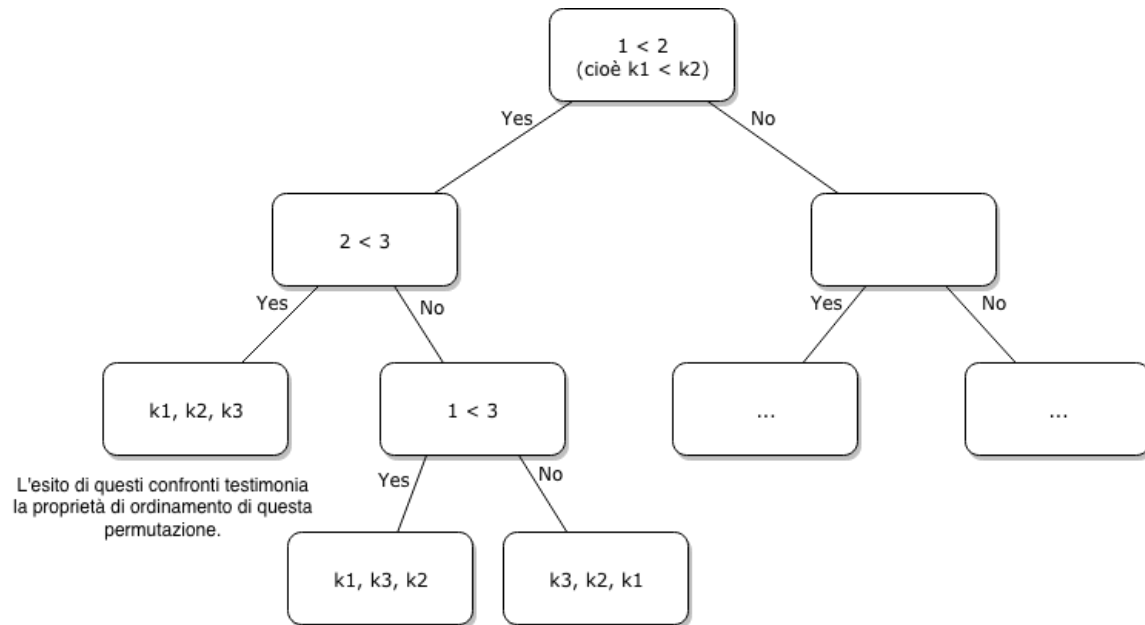 1 < 2
(cioè k1 < k2)
Yes
No
2 < 3
Yes
No
Yes
No
k1, k2, k3
1 < 3
...
...
L'esito di questi confronti testimonia
la proprietà di ordinamento di questa
permutazione.
Yes
No
k1, k3, k2
k3, k2, k1